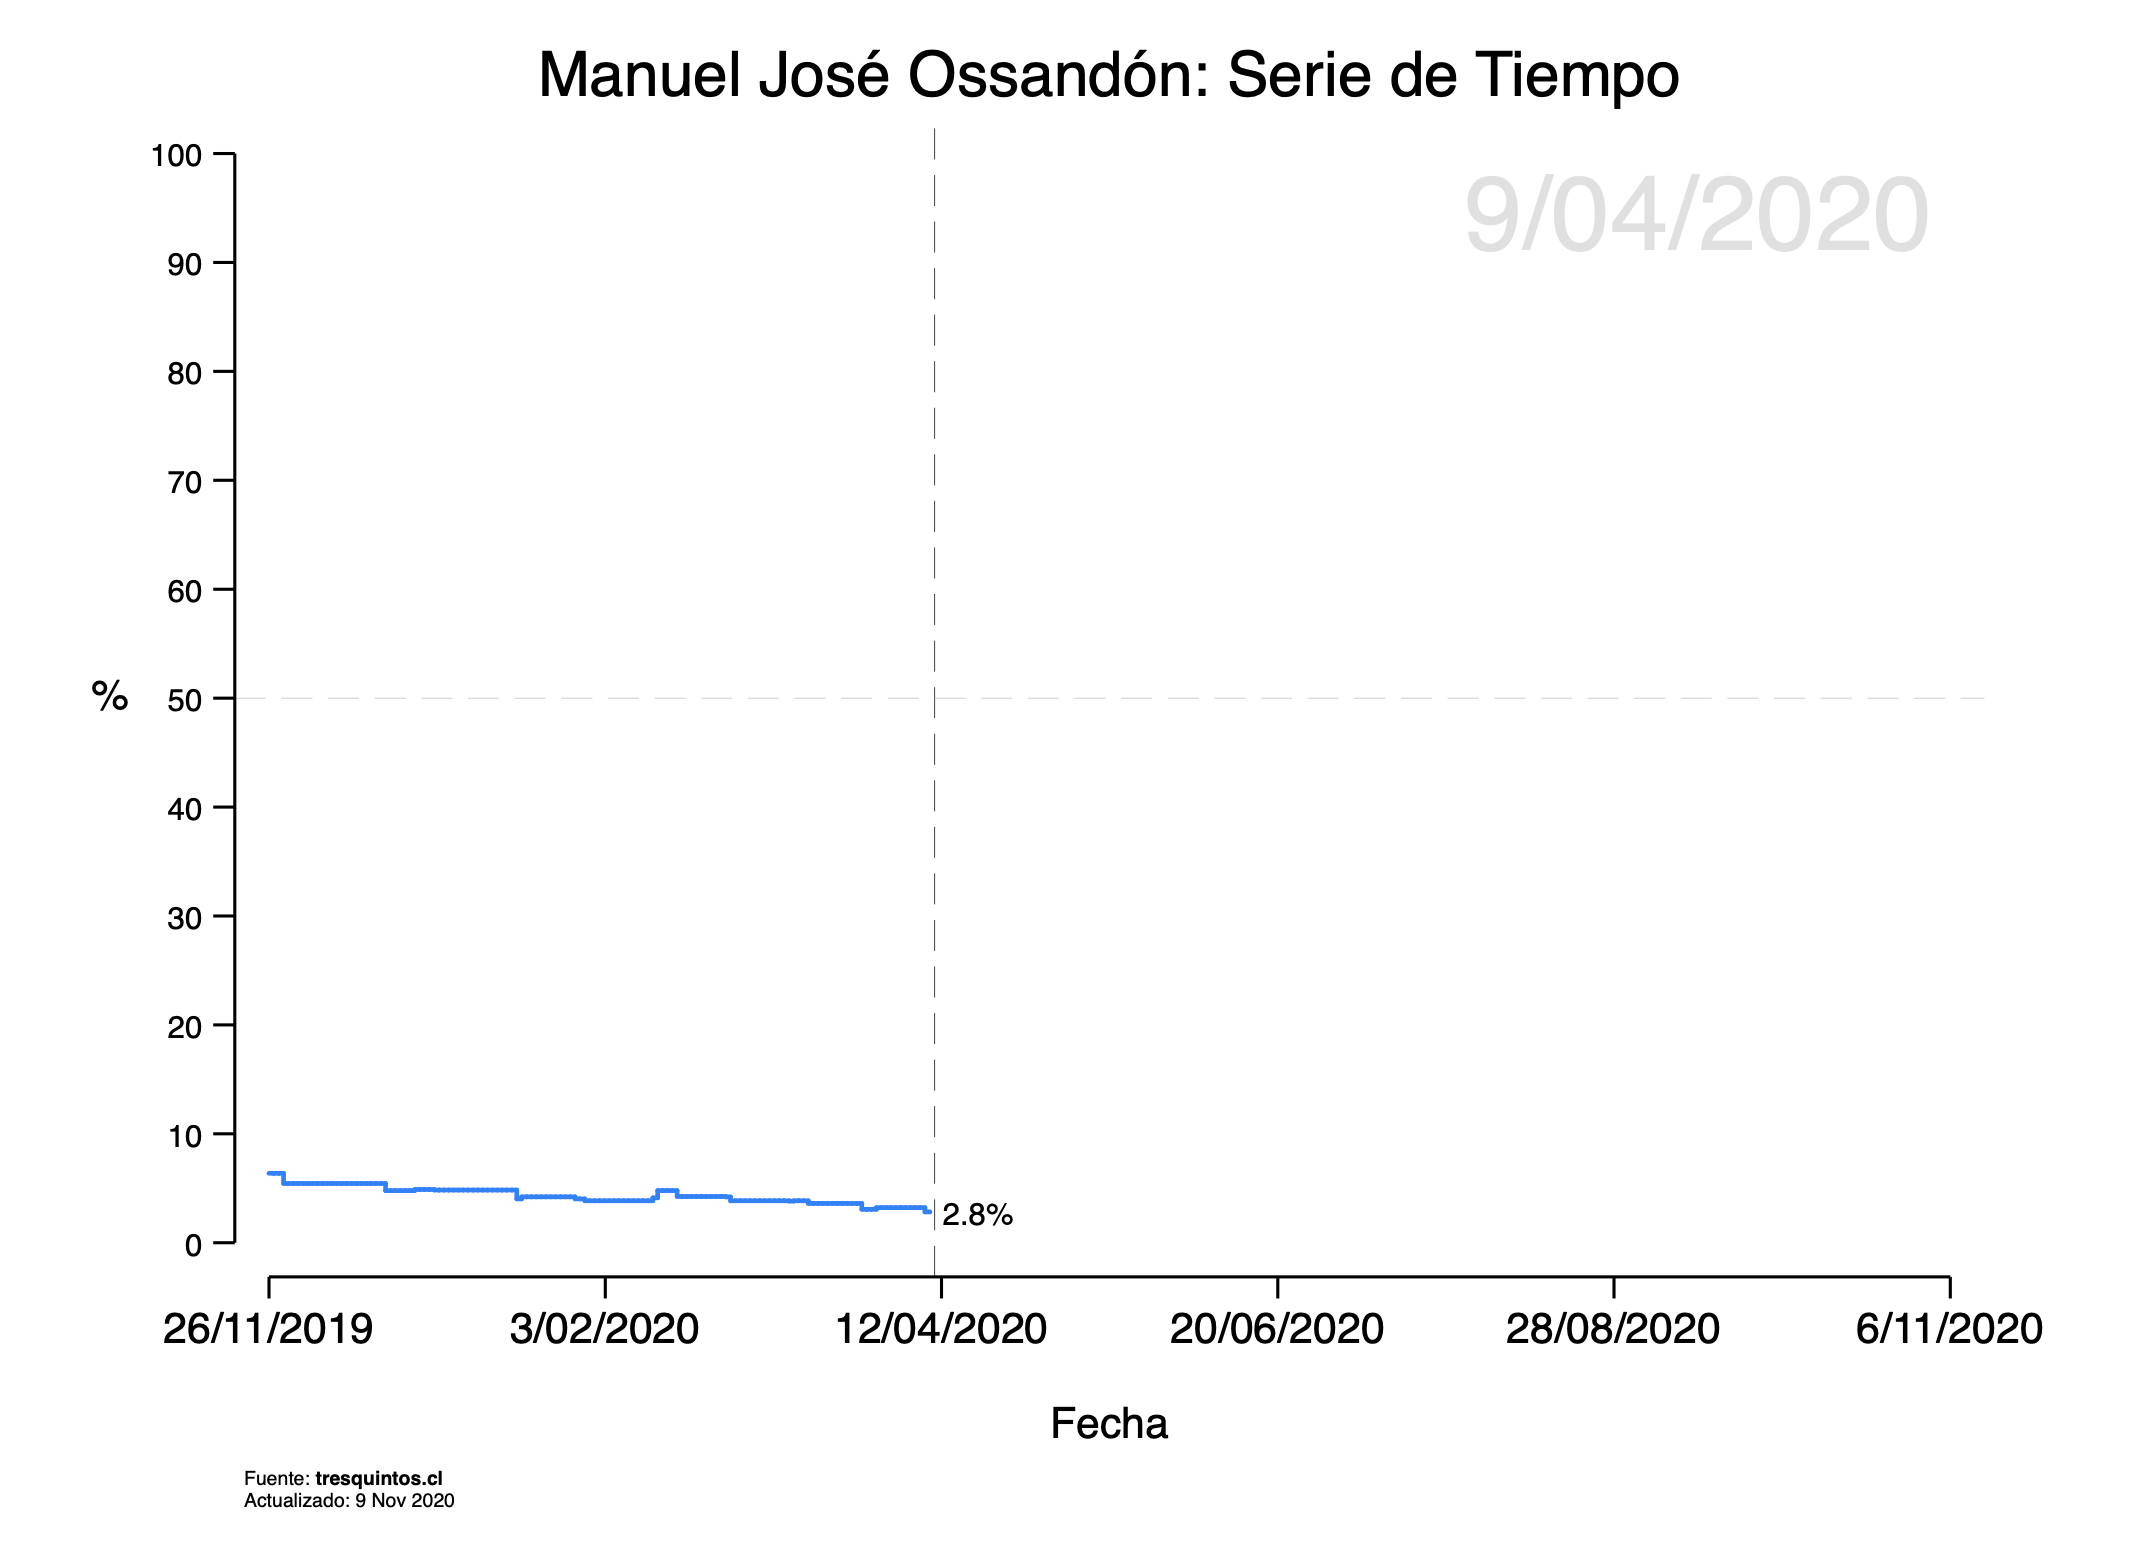 Manuel José Ossandón: Serie de Tiempo
9/04/2020
100
90
80
70
60
50
40
30
20
10
0
%
2.8%
26/11/2019 3/02/2020 12/04/2020 20/06/2020 28/08/2020 6/11/2020
Fecha
Fuente: tresquintos.cl
Actualizado: 9 Nov 2020